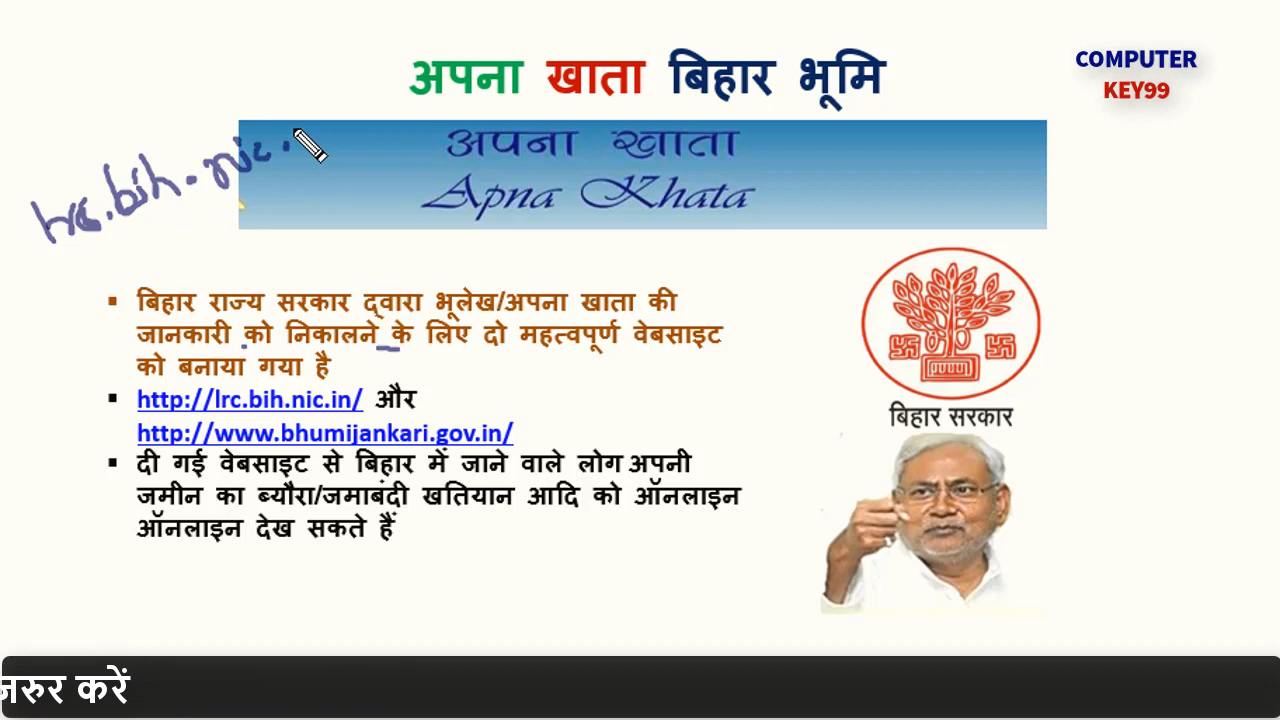 अपना खाता बिहार भूमि
COMPUTER
KEY99
अपना खाता
Apna Khata
lrc.bih.nic.
बिहार राज्य सरकार द्वारा भूलेख/अपना खाता की
जानकारी को निकालने के लिए दो महत्वपूर्ण वेबसाइट
को बनाया गया है
http://lrc.bih.nic.in/ और
http://www.bhumijankari.gov.in/
दी गई वेबसाइट से बिहार में जाने वाले लोग अपनी
जमीन का ब्यौरा/जमाबंदी खतियान आदि को ऑनलाइन
ऑनलाइन देख सकते हैं
बिहार सरकार
जरुर करें